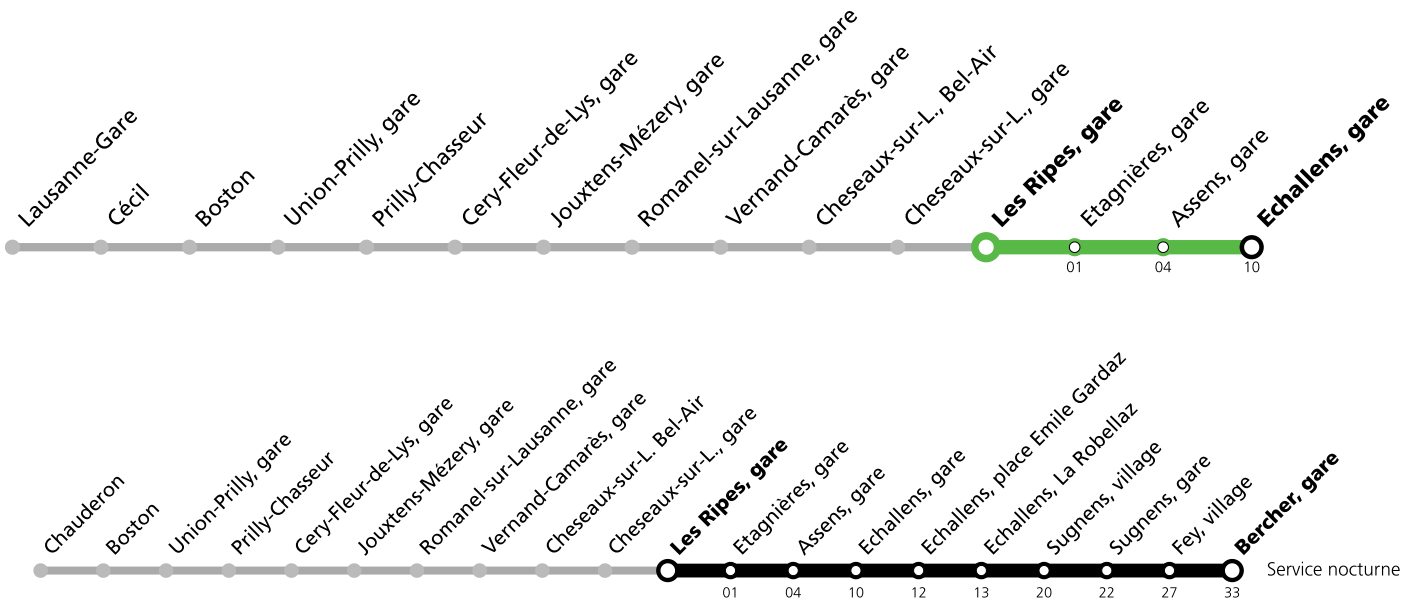 Lausanne-Gare
Cécil
Boston
Union-Prilly, gare
Prilly-Chasseur
Cery-Fleur-de-Lys, gare
Jouxtens-Mézery, gare
Romanel-sur-Lausanne, gare
Vernand-Camarès, gare
Cheseaux-sur-L., Bel-Air
Cheseaux-sur-L., gare
Les Ripes, gare
Etagnières, gare
Assens, gare
Echallens, gare
01
04
10
Chauderon
Boston
Union-Prilly, gare
Prilly-Chasseur
Cery-Fleur-de-Lys, gare
Jouxtens-Mézery, gare
Romanel-sur-Lausanne, gare
Vernand-Camarès, gare
Cheseaux-sur-L. Bel-Air
Cheseaux-sur-L., gare
Les Ripes, gare
Etagnières, gare
Assens, gare
Echallens, gare
Echallens, place Emile Gardaz
Echallens, La Robellaz
Sugnens, village
Sugnens, gare
Fey, village
Bercher, gare
Service nocturne
01
04
10
12
13
20
22
27
33